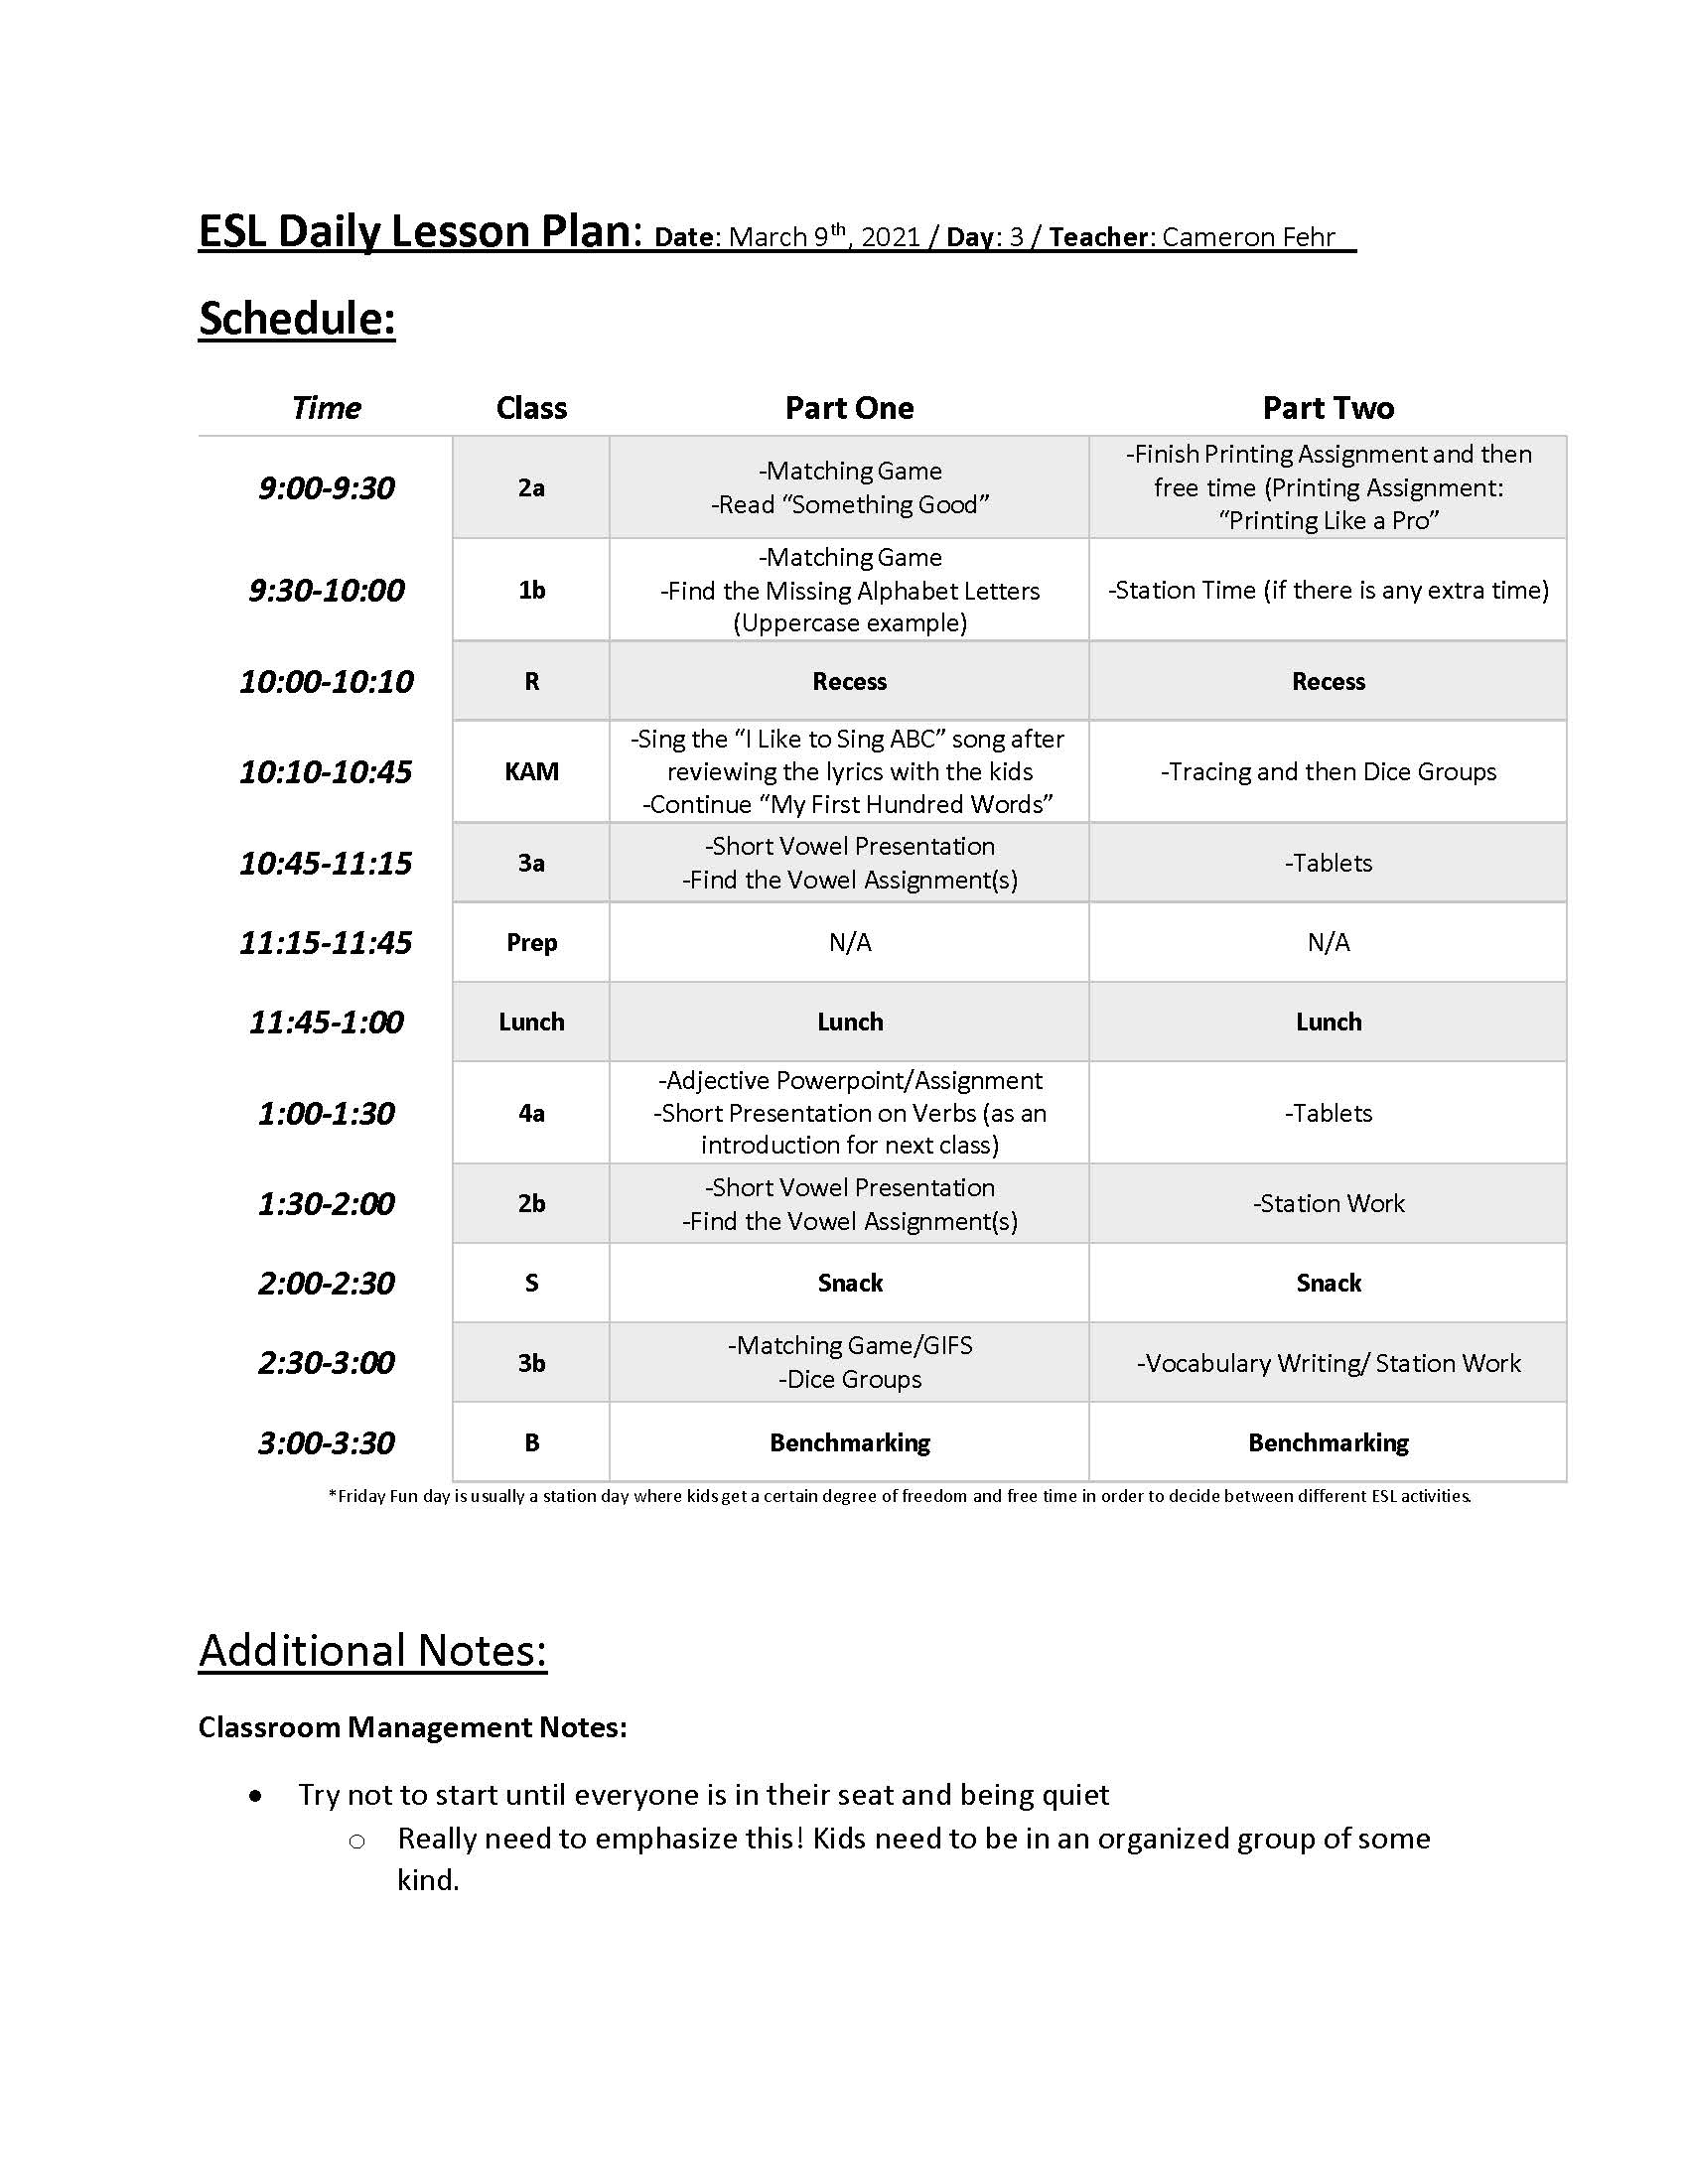 ESL Daily Lesson Plan: Date: March 9th, 2021 / Day: 3 / Teacher: Cameron Fehr
Schedule:
Time Class Part One Part Two
9:00-9:30 2a
-Matching Game
-Read “Something Good”
-Finish Printing Assignment and then
free time (Printing Assignment:
“Printing Like a Pro”
9:30-10:00 1b
-Matching Game
-Find the Missing Alphabet Letters
(Uppercase example)
-Station Time (if there is any extra time)
10:00-10:10 R Recess Recess
10:10-10:45 KAM
-Sing the “I Like to Sing ABC” song after
reviewing the lyrics with the kids
-Continue “My First Hundred Words”
-Tracing and then Dice Groups
10:45-11:15 3a
-Short Vowel Presentation
-Find the Vowel Assignment(s)
-Tablets
11:15-11:45 Prep N/A N/A
11:45-1:00 Lunch Lunch Lunch
1:00-1:30 4a
-Adjective Powerpoint/Assignment
-Short Presentation on Verbs (as an
introduction for next class)
-Tablets
1:30-2:00 2b
-Short Vowel Presentation
-Find the Vowel Assignment(s)
-Station Work
2:00-2:30 S Snack Snack
2:30-3:00 3b
-Matching Game/GIFS
-Dice Groups
-Vocabulary Writing/ Station Work
3:00-3:30 B Benchmarking Benchmarking
*Friday Fun day is usually a station day where kids get a certain degree of freedom and free time in order to decide between different ESL activities.
Additional Notes:
Classroom Management Notes:
• Try not to start until everyone is in their seat and being quiet
○ Really need to emphasize this! Kids need to be in an organized group of some
kind.